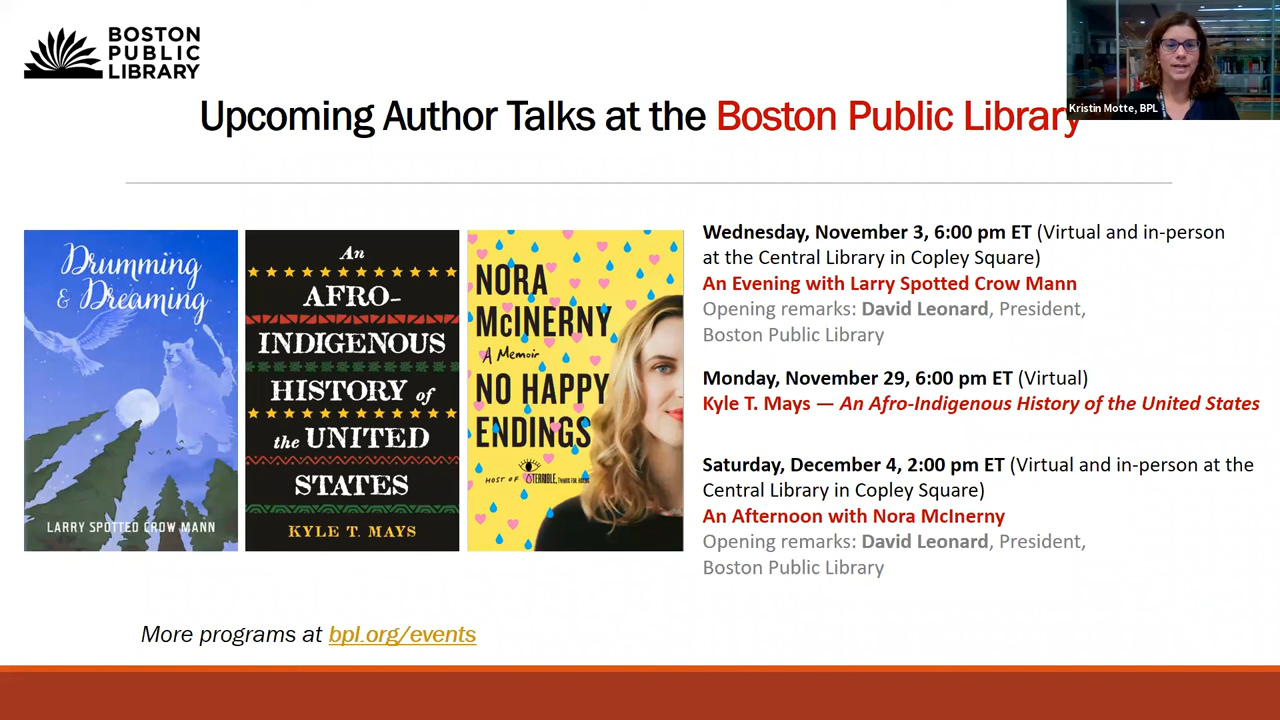 BOSTON
PUBLIC
LIBRARY
Kristin Motte, BPL
Upcoming Author Talks at the Boston Public Library
Drumming
& Dreaming
LARRY SPOTTED CROW MANN
An
AFRO-
INDIGENOUS
HISTORY of
the UNITED
STATES
KYLE T. MAYS
NORA
McINERNY
A Memoir
NO HAPPY
ENDINGS
HOST OF TERRIBLE, THANKS FOR ASKING
Wednesday, November 3, 6:00 pm ET (Virtual and in-person
at the Central Library in Copley Square)
An Evening with Larry Spotted Crow Mann
Opening remarks: David Leonard, President,
Boston Public Library
Monday, November 29, 6:00 pm ET (Virtual)
Kyle T. Mays — An Afro-Indigenous History of the United States
Saturday, December 4, 2:00 pm ET (Virtual and in-person at the
Central Library in Copley Square)
An Afternoon with Nora McInerny
Opening remarks: David Leonard, President,
Boston Public Library
More programs at bpl.org/events